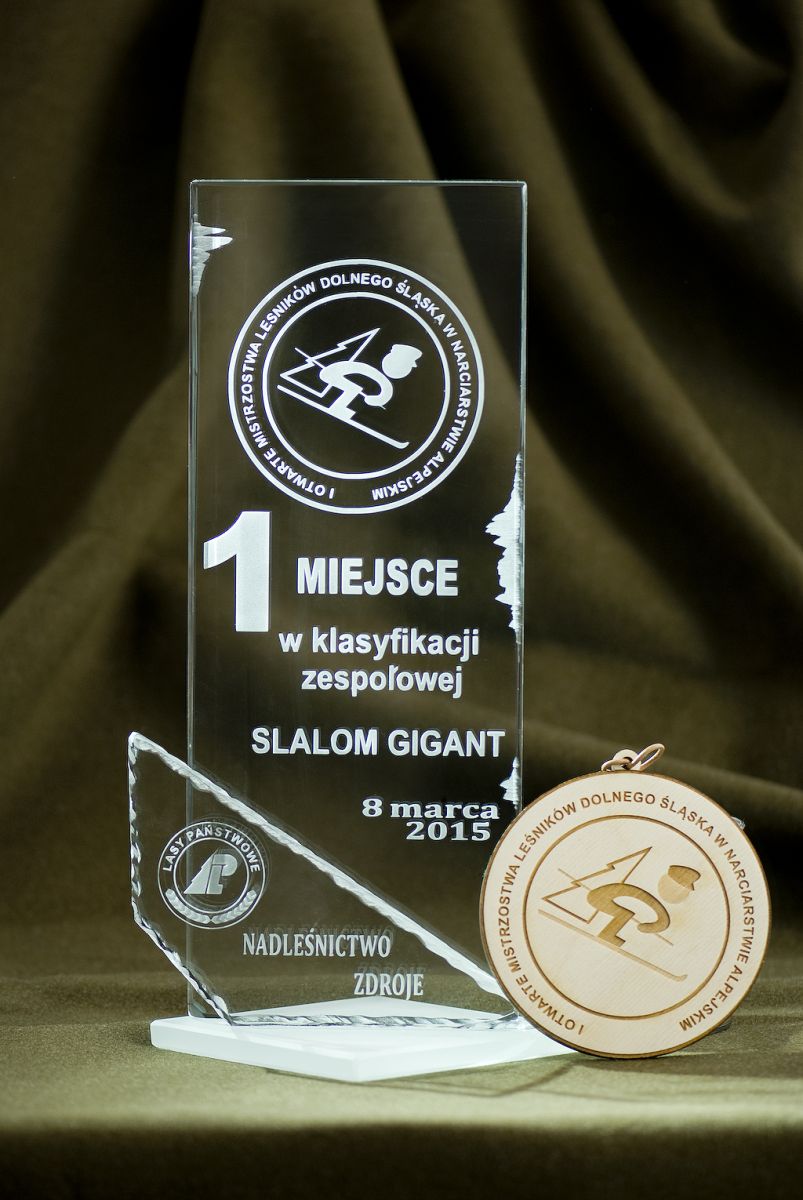 I OTWARTE MISTRZOSTWA LEŚNIKÓW DOLNEGO ŚLĄSKA W NARCIARSTWIE ALPEJSKIM
1 MIEJSCE
w klasyfikacji
zespołowej
SLALOM GIGANT
8 marca
2015
LASY PAŃSTWOWE
NADLEŚNICTWO
ZDROJE
I OTWARTE MISTRZOSTWA LEŚNIKÓW DOLNEGO ŚLĄSKA W NARCIARSTWIE ALPEJSKIM